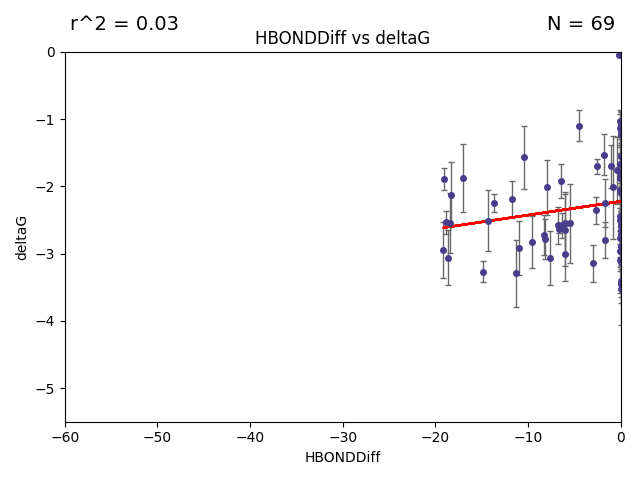 r^2 = 0.03
N = 69
HBONDDiff vs deltaG
0
−1
−2
−3
−4
−5
deltaG
−60
−50
−40
−30
−20
−10
0
HBONDDiff